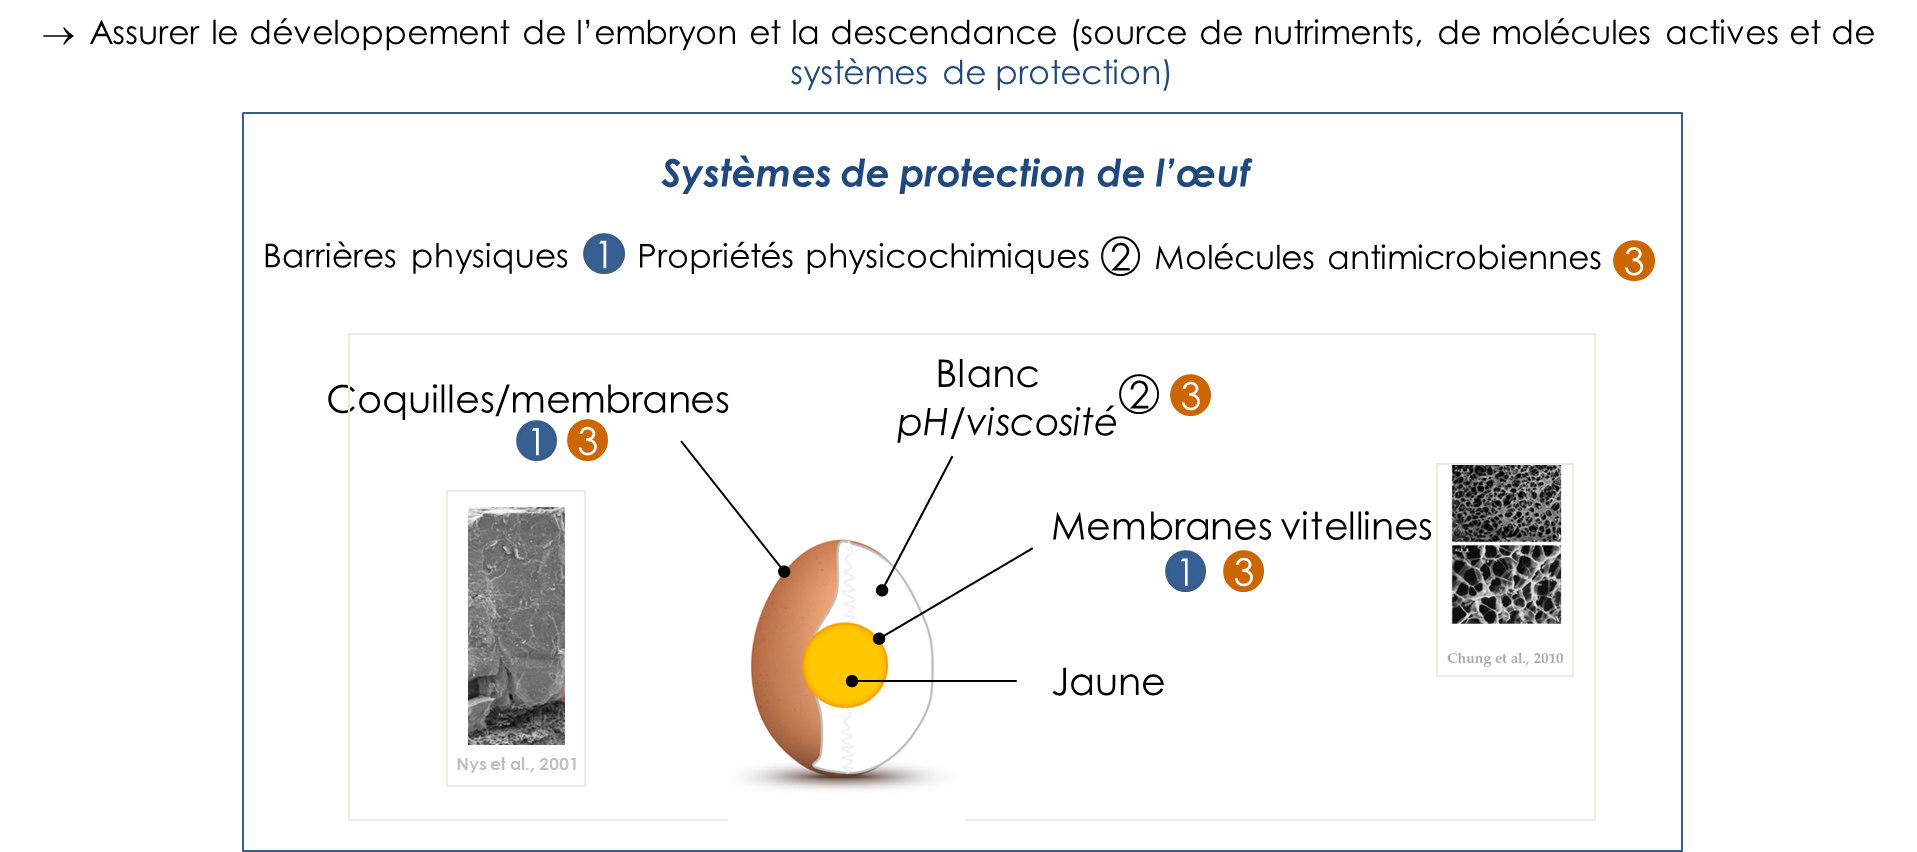 → Assurer le développement de l’embryon et la descendance (source de nutriments, de molécules actives et de
systèmes de protection)
Systèmes de protection de l’œuf
Barrières physiques 1 Propriétés physicochimiques 2 Molécules antimicrobiennes 3
Coquilles/membranes
1 3
Blanc
pH/viscosité
2 3
Membranes vitellines
1 3
Jaune
Nys et al., 2001
Chung et al., 2010